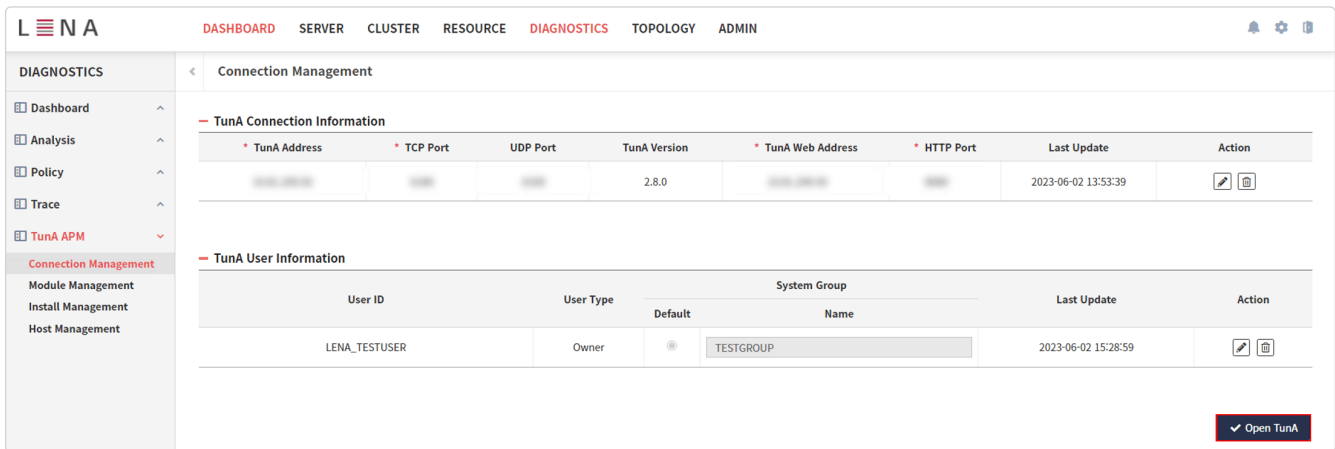 LENA
DASHBOARD SERVER CLUSTER RESOURCE DIAGNOSTICS TOPOLOGY ADMIN
DIAGNOSTICS
Connection Management
Dashboard
Analysis
Policy
Trace
TunA APM
Connection Management
Module Management
Install Management
Host Management
TunA Connection Information
* TunA Address * TCP Port UDP Port TunA Version * TunA Web Address * HTTP Port Last Update Action
2.8.0 2023-06-02 13:53:39
TunA User Information
User ID User Type System Group Last Update Action
Default Name
LENA_TESTUSER Owner TESTGROUP 2023-06-02 15:28:59
Open TunA